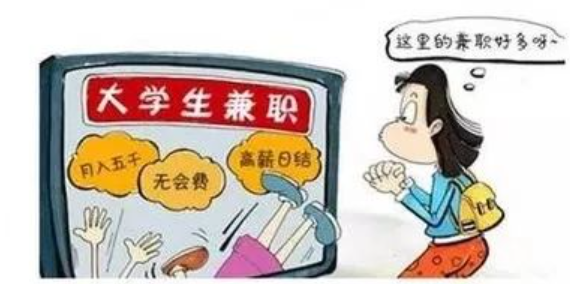 这里的兼职好多呀~
大学生兼职
月入五千
无会费
高薪日结